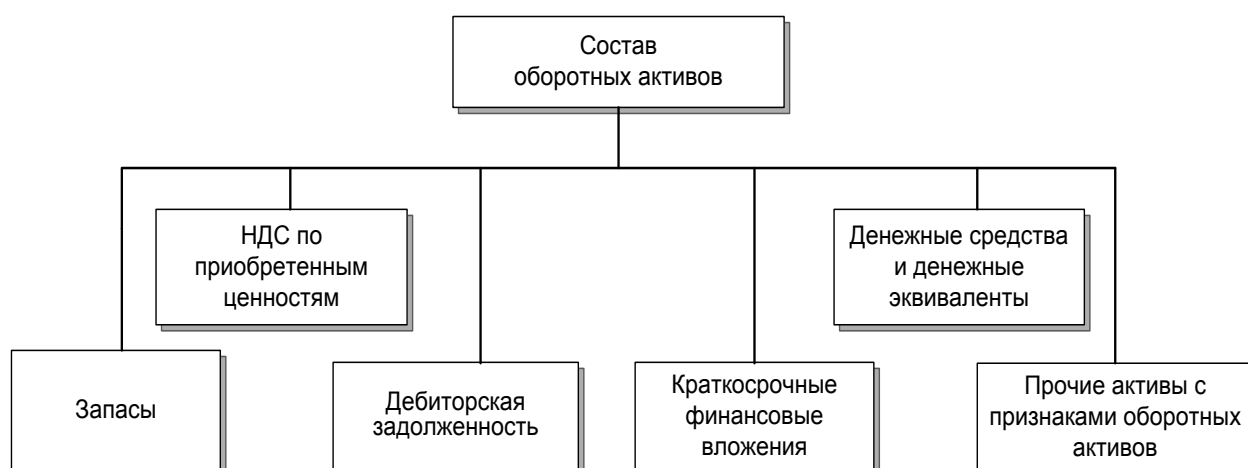 Состав
оборотных активов
НДС по
приобретенным
ценностям
Денежные средства
и денежные
эквиваленты
Запасы
Дебиторская
задолженность
Краткосрочные
финансовые
вложения
Прочие активы с
признаками оборотных
активов